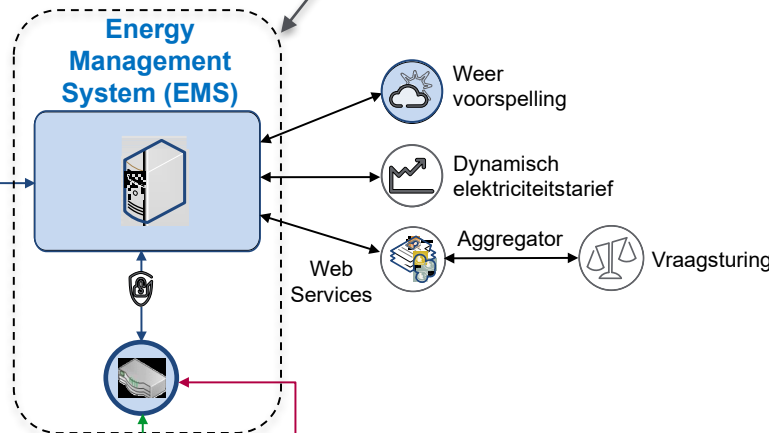 Energy
Management
System (EMS)
Weer
voorspelling
Dynamisch
elektriciteitstarief
Web
Services
Aggregator
Vraagsturing